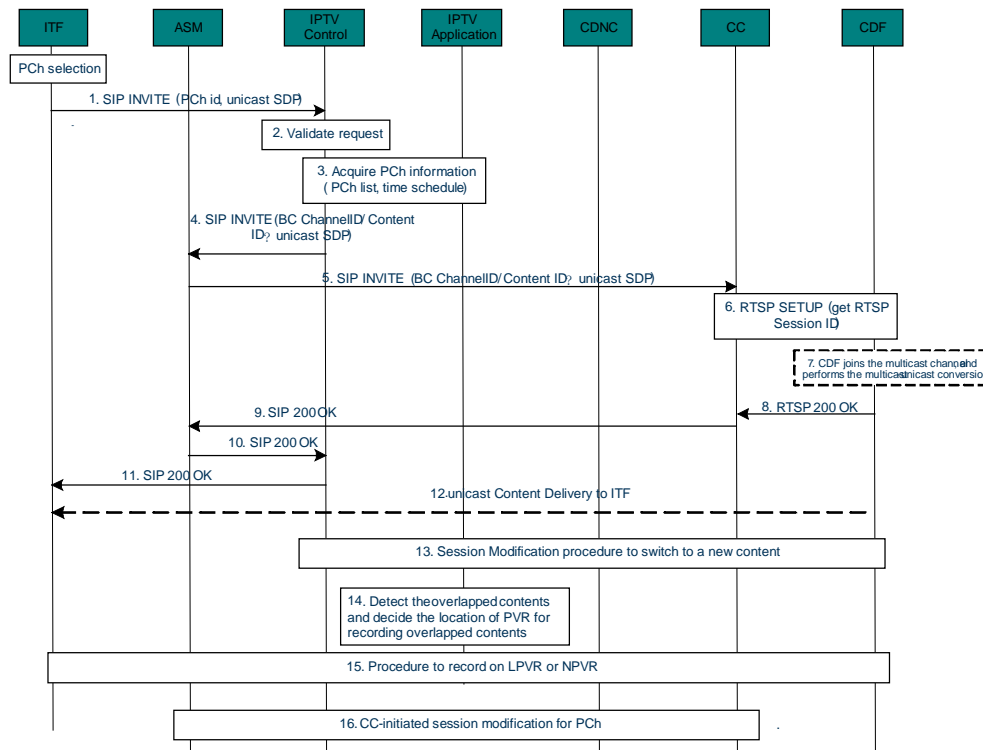 ITF
ASM
IPTV
Control
IPTV
Application
CDNC
CC
CDF
PCh selection
1. SIP INVITE (PCh id, unicast SDP)
2. Validate request
3. Acquire PCh information
( PCh list, time schedule)
4. SIP INVITE (BC ChannelID/ Content
ID? unicast SDP)
5. SIP INVITE (BC ChannelID/ Content ID? unicast SDP)
6. RTSP SETUP (get RTSP
Session ID)
7. CDF joins the multicast channel, and
performs the multicast-unicast conversio
8. RTSP 200 OK
9. SIP 200 OK
10. SIP 200 OK
11. SIP 200 OK
12.unicast Content Delivery to ITF
13. Session Modification procedure to switch to a new content
14. Detect the overlapped contents
and decide the location of PVR for
recording overlapped contents
15. Procedure to record on LPVR or NPVR
16. CC-initiated session modification for PCh